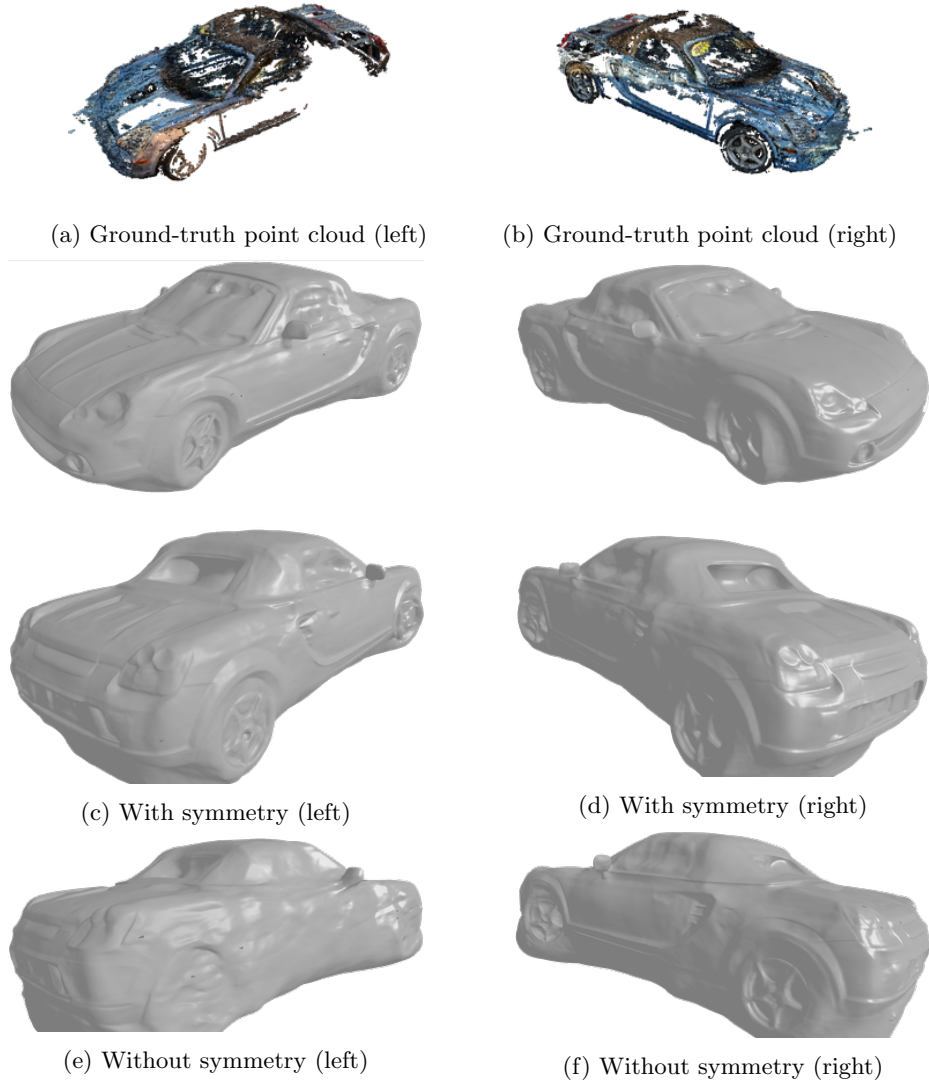 (a) Ground-truth point cloud (left)
(b) Ground-truth point cloud (right)
(c) With symmetry (left)
(d) With symmetry (right)
(e) Without symmetry (left)
(f) Without symmetry (right)